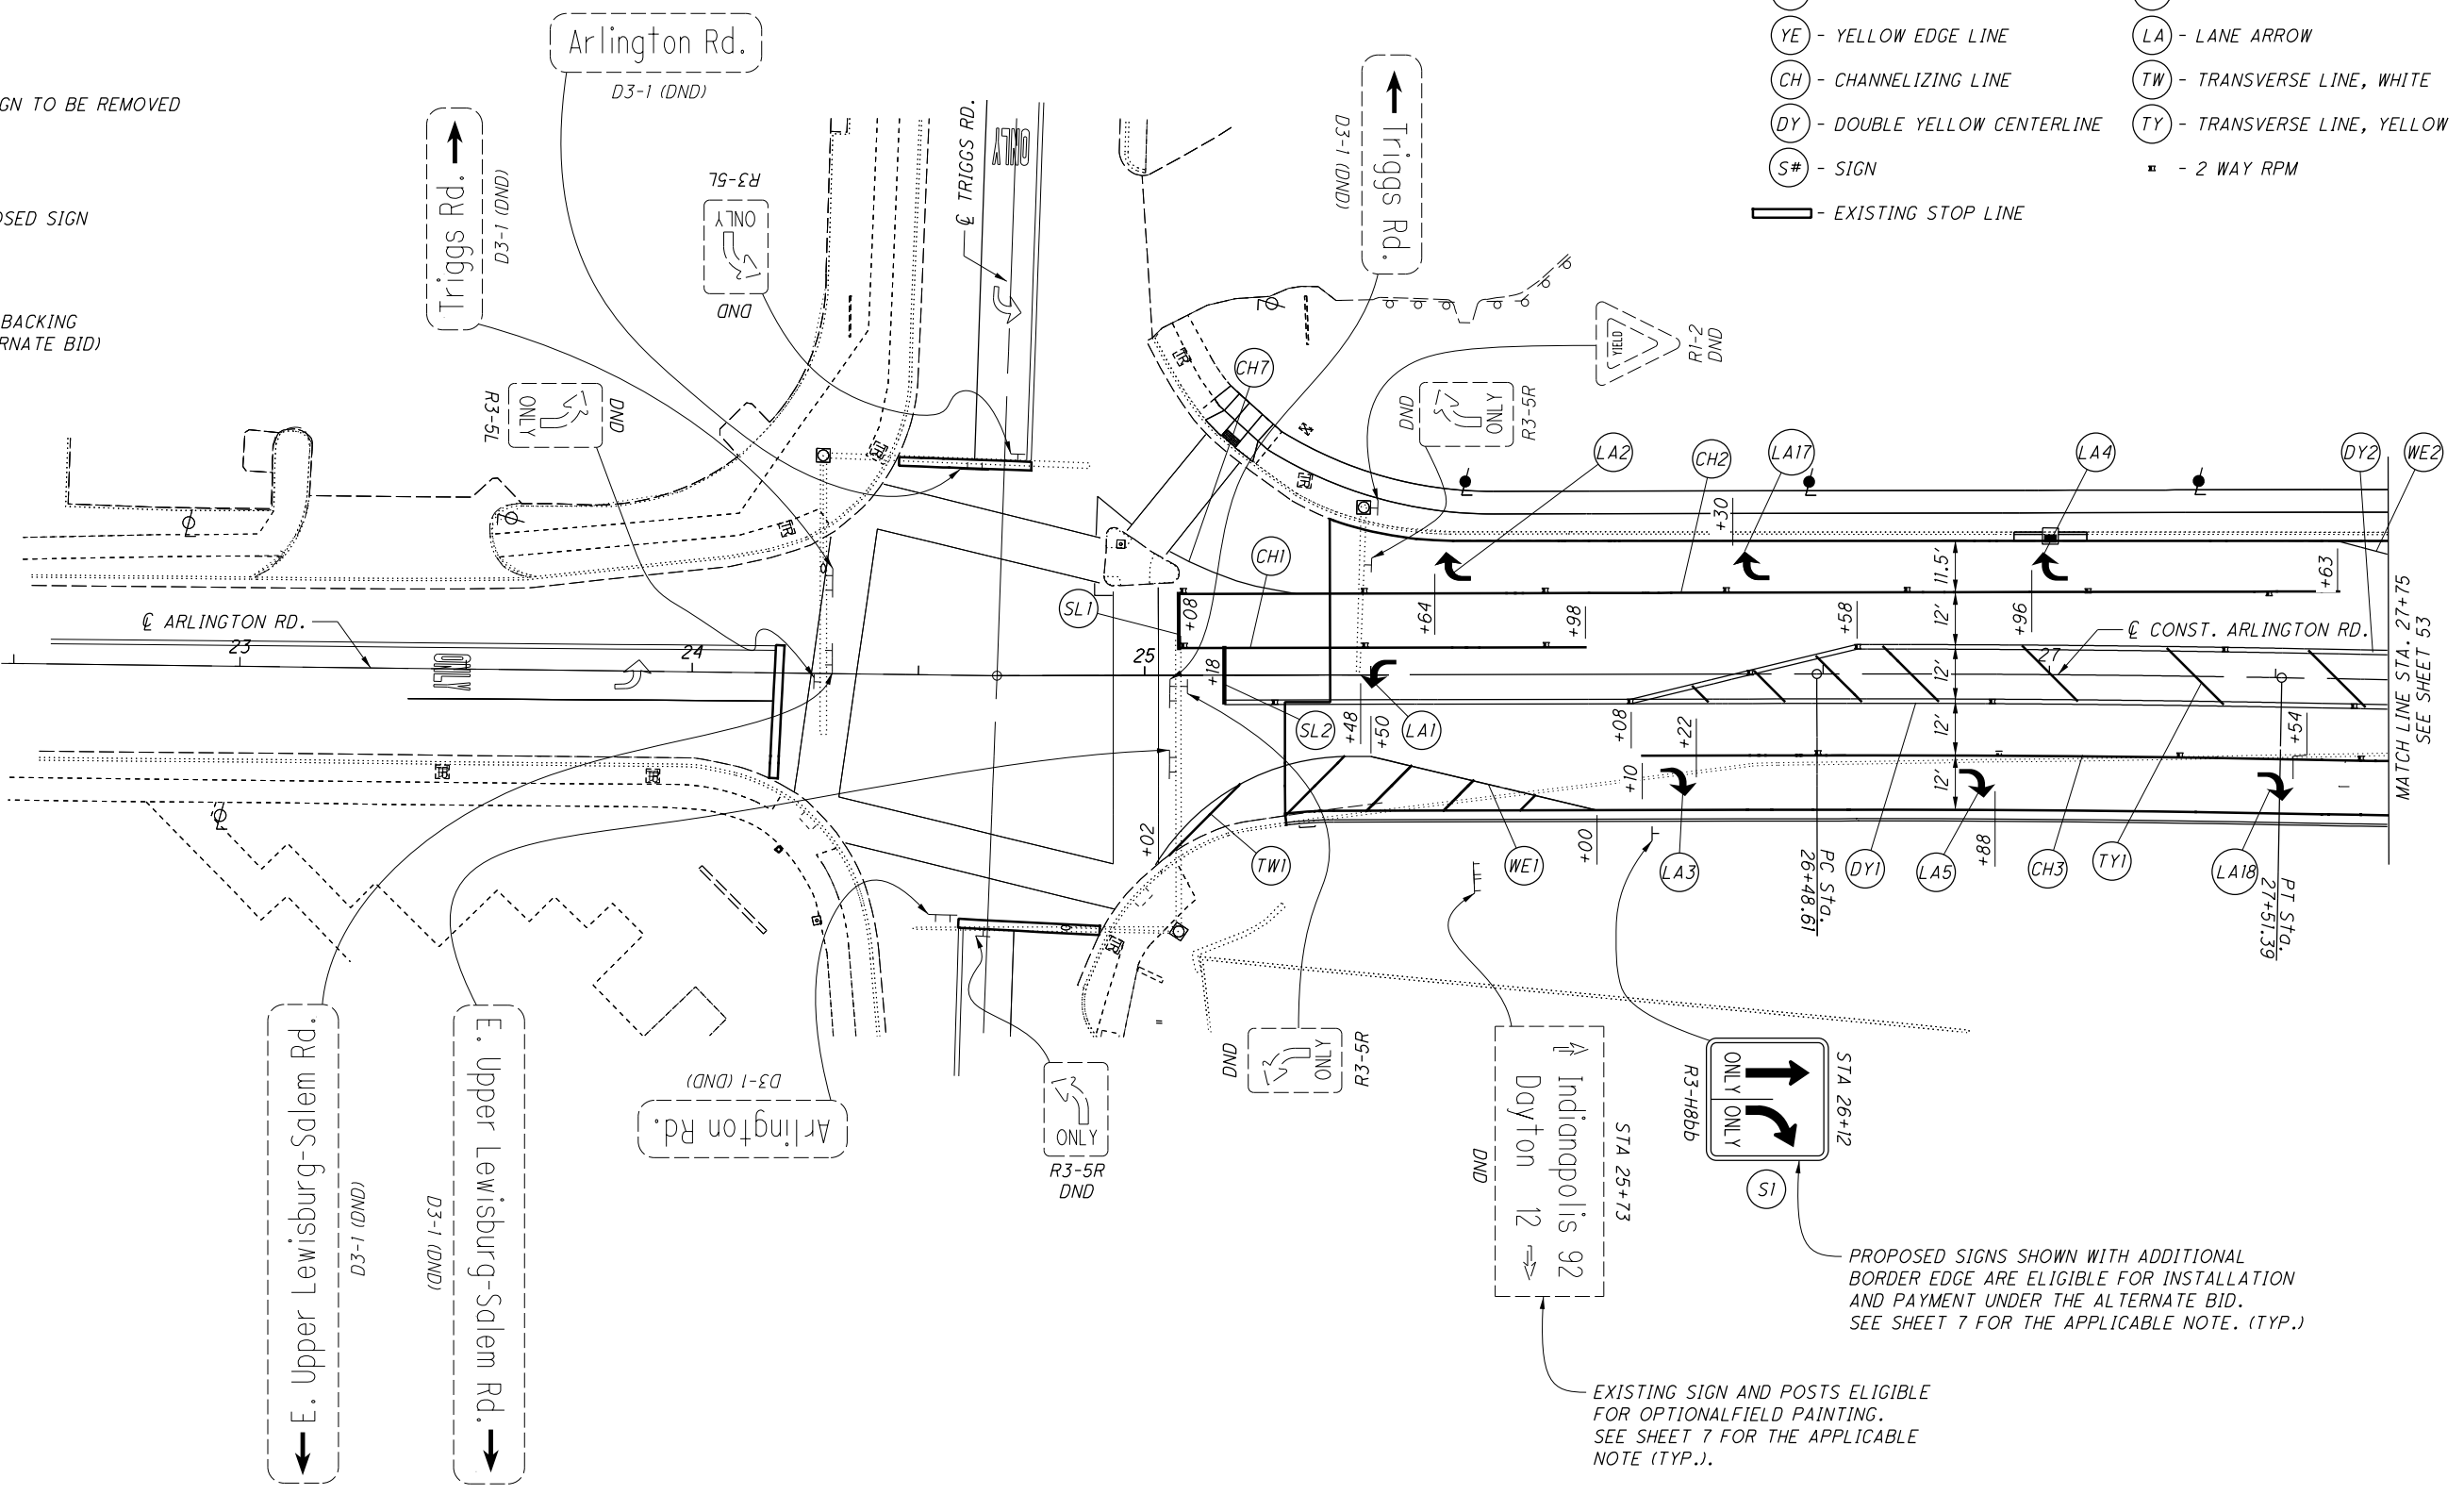 GN TO BE REMOVED
OSED SIGN
BACKING
RNATE BID)
YE - YELLOW EDGE LINE
CH - CHANNELIZING LINE
DY - DOUBLE YELLOW CENTERLINE
S# - SIGN
- EXISTING STOP LINE
LA - LANE ARROW
TW - TRANSVERSE LINE, WHITE
TY - TRANSVERSE LINE, YELLOW
- 2 WAY RPM
Arlington Rd.
D3-1 (DND)
Triggs Rd.
D3-1 (DND)
R3-5L
ONLY
DND
℄ TRIGGS RD.
ONLY
Triggs Rd.
D3-1 (DND)
YIELD
R1-2
DND
R3-5L
ONLY
DND
DND
ONLY
R3-5R
CH7
LA2
CH2
LA17
LA4
DY2
WE2
+30
CH1
SL1
+08
+64
+98
+58
+96
+63
11.5'
12'
12'
12'
12'
℄ ARLINGTON RD.
23
24
25
27
℄ CONST. ARLINGTON RD.
MATCH LINE STA. 27+75
SEE SHEET 53
ONLY
+18
SL2
+48
+50
LA1
+08
+22
+10
+54
+02
TW1
WE1
+00
LA3
PC Sta.
26+48.61
DY1
LA5
+88
CH3
TY1
LA18
PT Sta.
27+51.39
E. Upper Lewisburg-Salem Rd.
D3-1 (DND)
E. Upper Lewisburg-Salem Rd.
D3-1 (DND)
D3-1 (DND)
Arlington Rd.
ONLY
R3-5R
DND
DND
ONLY
R3-5R
Indianapolis 92
Dayton 12
STA 25+73
DND
STA 26+12
ONLY ONLY
R3-H8bb
S1
PROPOSED SIGNS SHOWN WITH ADDITIONAL
BORDER EDGE ARE ELIGIBLE FOR INSTALLATION
AND PAYMENT UNDER THE ALTERNATE BID.
SEE SHEET 7 FOR THE APPLICABLE NOTE. (TYP.)
EXISTING SIGN AND POSTS ELIGIBLE
FOR OPTIONALFIELD PAINTING.
SEE SHEET 7 FOR THE APPLICABLE
NOTE (TYP.).
TR
TR
TR
TR
TR
TR
TR